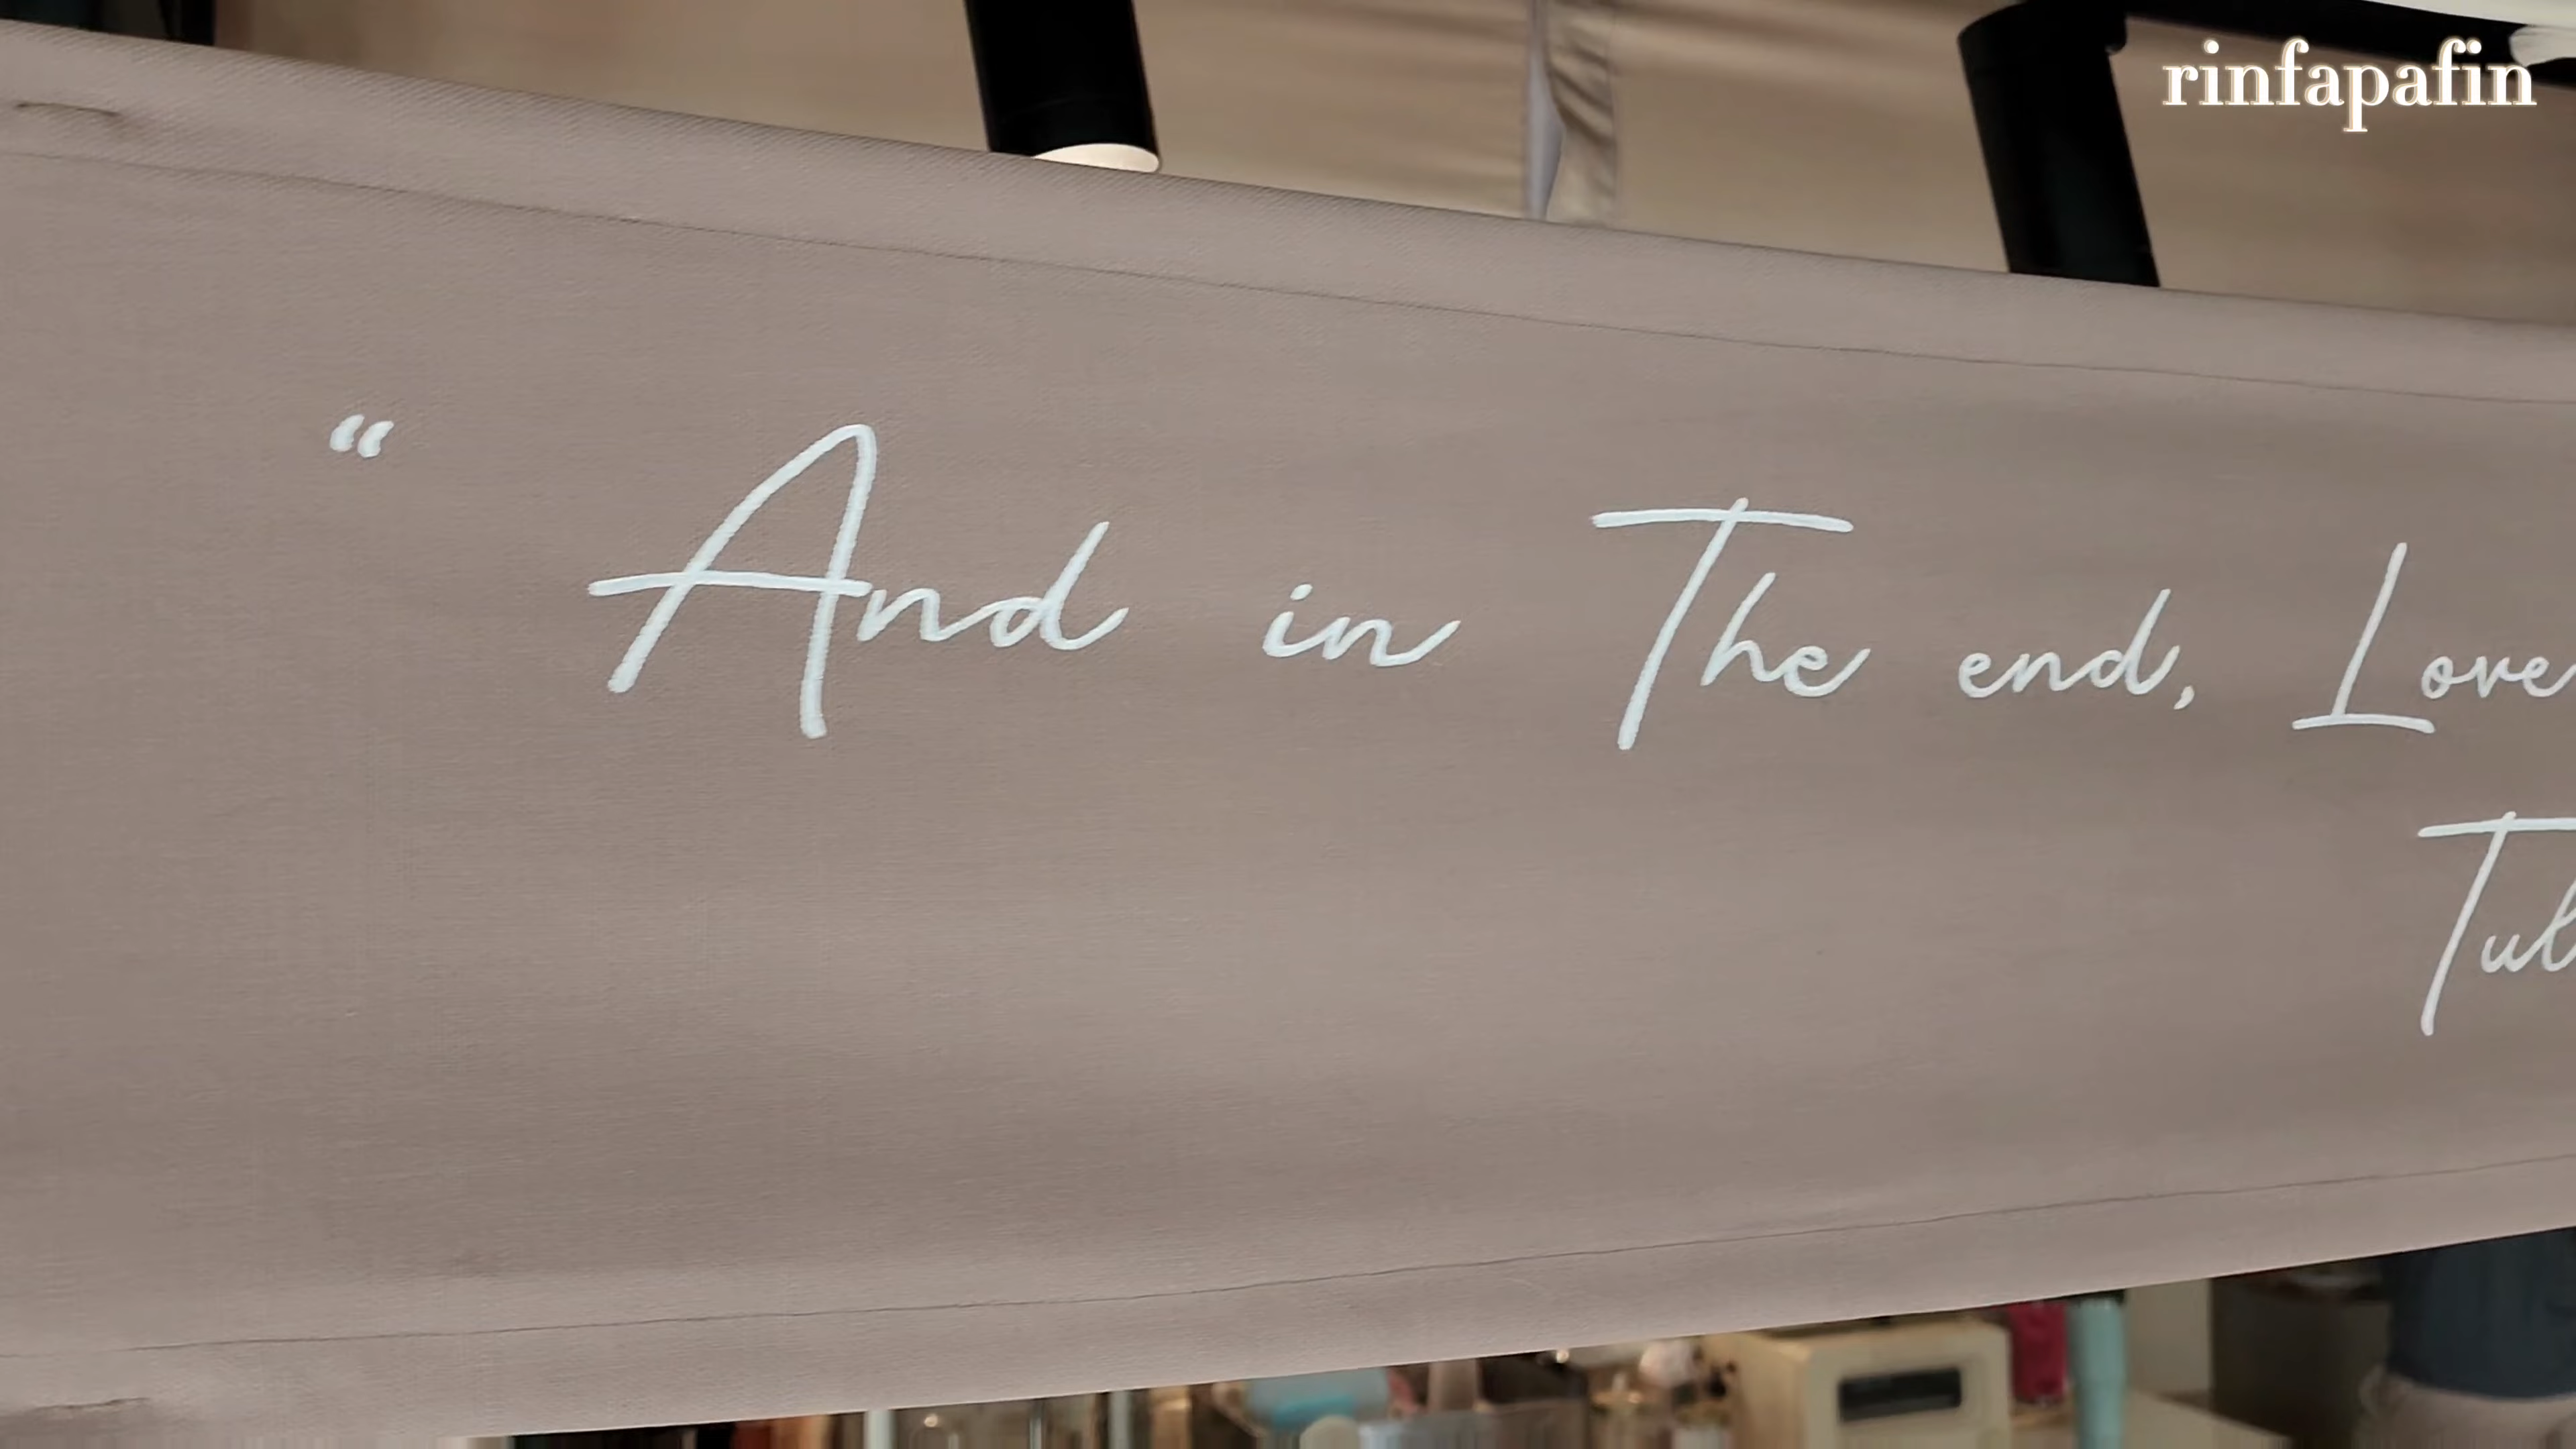 rinfapafin
“ And in The end, Love